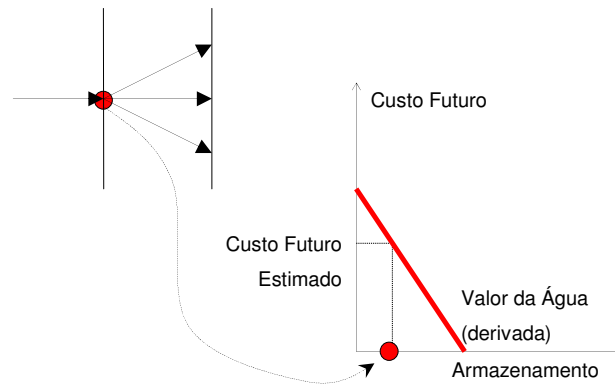 Custo Futuro
Custo Futuro
Estimado
Valor da Água
(derivada)
Armazenamento